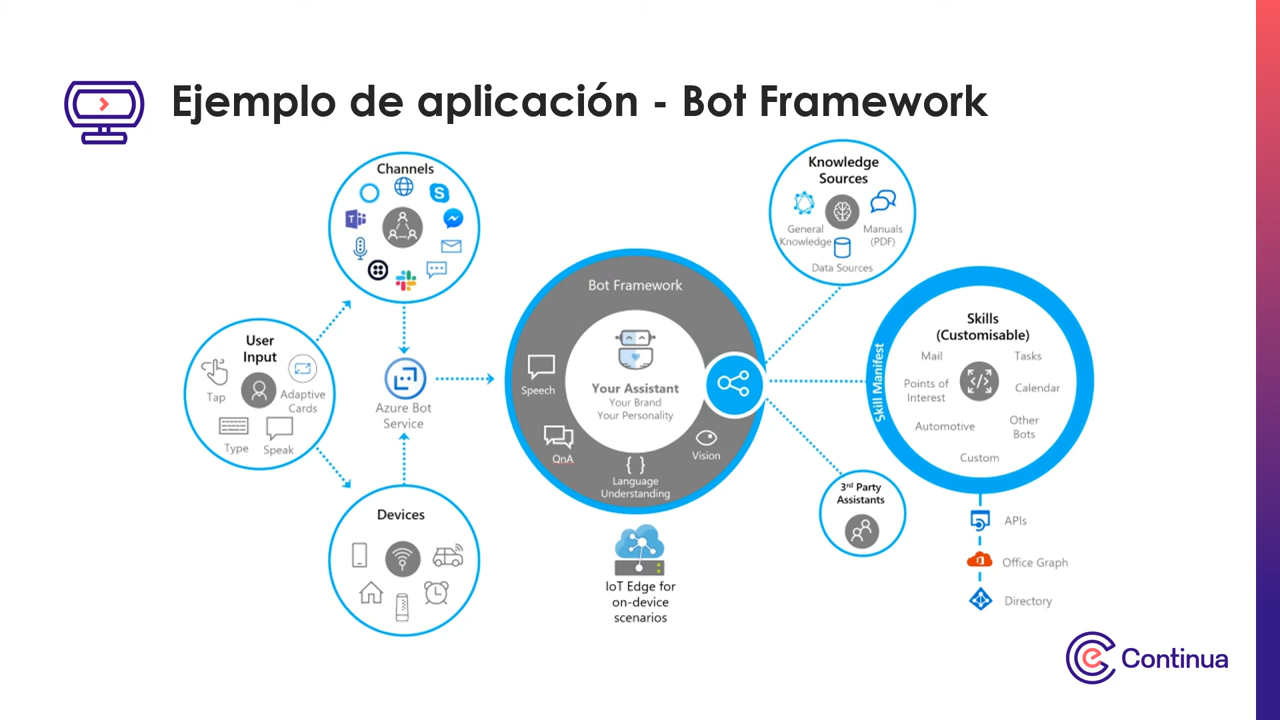 Ejemplo de aplicación - Bot Framework
Channels
User
Input
Tap
Adaptive
Cards
Type
Speak
Azure Bot
Service
Devices
Bot Framework
Speech
Your Assistant
Your Brand
Your Personality
QnA
Vision
{ }
Language
Understanding
IoT Edge for
on-device
scenarios
Knowledge
Sources
General
Knowledge
Manuals
(PDF)
Data Sources
3rd Party
Assistants
Skill Manifest
Skills
(Customisable)
Mail
Tasks
Points of
Interest
Calendar
Automotive
Other
Bots
Custom
APIs
Office Graph
Directory
e Continua